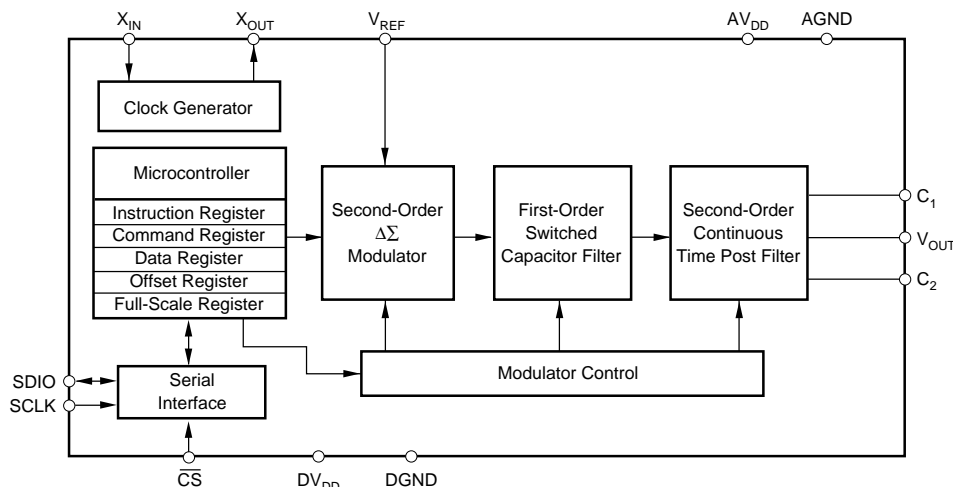 X_IN X_OUT V_REF AV_DD AGND
Clock Generator
Microcontroller
Instruction Register
Command Register
Data Register
Offset Register
Full-Scale Register
Second-Order
ΔΣ
Modulator
First-Order
Switched
Capacitor Filter
Second-Order
Continuous
Time Post Filter
C_1
V_OUT
C_2
Modulator Control
SDIO
SCLK
Serial
Interface
C̅S̅ DV_DD DGND